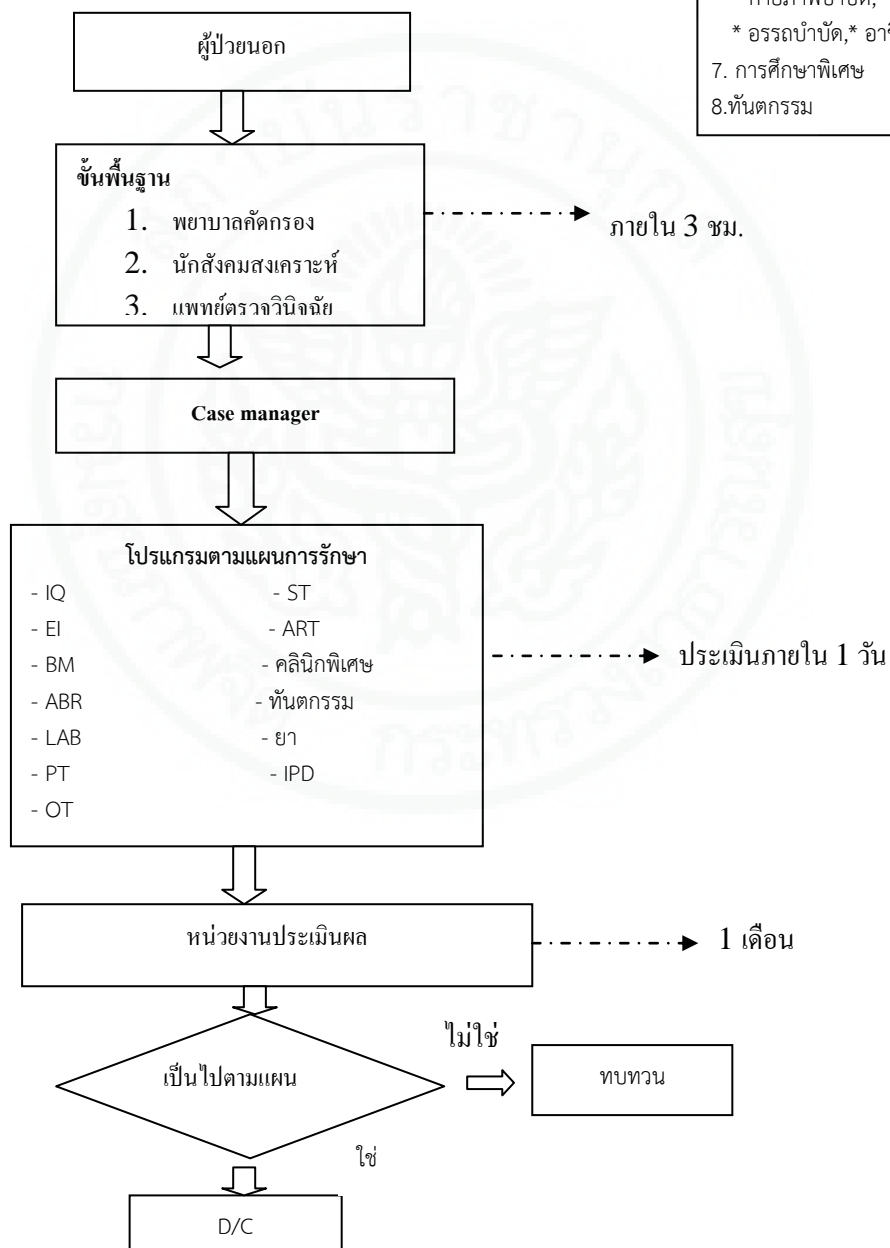 * อรรถบำบัด,*
7. การศึกษาพิเศษ
8.ทันตกรรม
ผู้ป่วยนอก
ขั้นพื้นฐาน
1. พยาบาลคัดกรอง
2. นักสังคมสงเคราะห์
3. แพทย์ตรวจวินิจฉัย
ภายใน 3 ชม.
Case manager
โปรแกรมตามแผนการรักษา
- IQ
- EI
- BM
- ABR
- LAB
- PT
- OT
- ST
- ART
- คลินิกพิเศษ
- ทันตกรรม
- ยา
- IPD
ประเมินภายใน 1 วัน
หน่วยงานประเมินผล
1 เดือน
เป็นไปตามแผน
ไม่ใช่
ทบทวน
ใช่
D/C